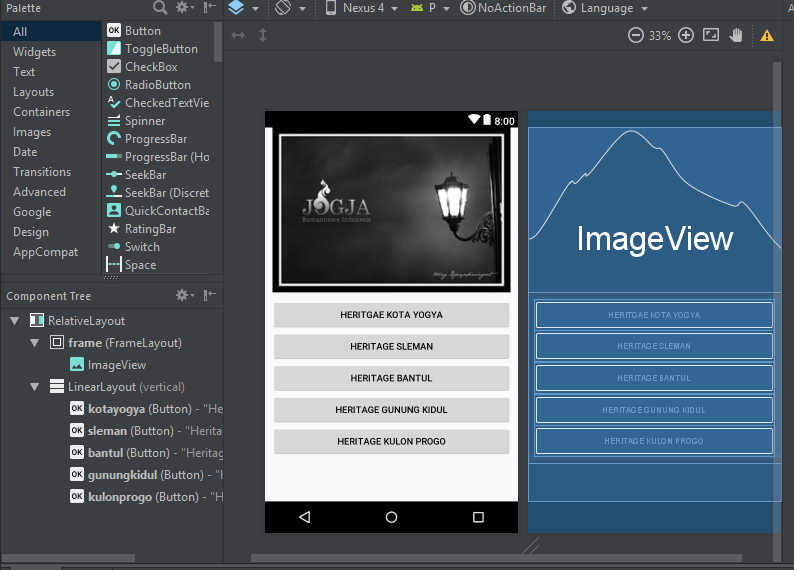 Palette
Nexus 4
P
NoActionBar
Language
33%
All
Widgets
Text
Layouts
Containers
Images
Date
Transitions
Advanced
Google
Design
AppCompat
OK Button
ToggleButton
CheckBox
RadioButton
CheckedTextVie
Spinner
ProgressBar
ProgressBar (Ho
SeekBar
SeekBar (Discret
QuickContactBa
RatingBar
Switch
Space
Component Tree
RelativeLayout
frame (FrameLayout)
ImageView
LinearLayout (vertical)
OK kotayogya (Button) - "He
OK sleman (Button) - "Herita
OK bantul (Button) - "Heritag
OK gunungkidul (Button) - "
OK kulonprogo (Button) - "H
8:00
JOGJA
Romantisme Indonesia
HERITGAE KOTA YOGYA
HERITAGE SLEMAN
HERITAGE BANTUL
HERITAGE GUNUNG KIDUL
HERITAGE KULON PROGO
ImageView
HERITGAE KOTA YOGYA
HERITAGE SLEMAN
HERITAGE BANTUL
HERITAGE GUNUNG KIDUL
HERITAGE KULON PROGO